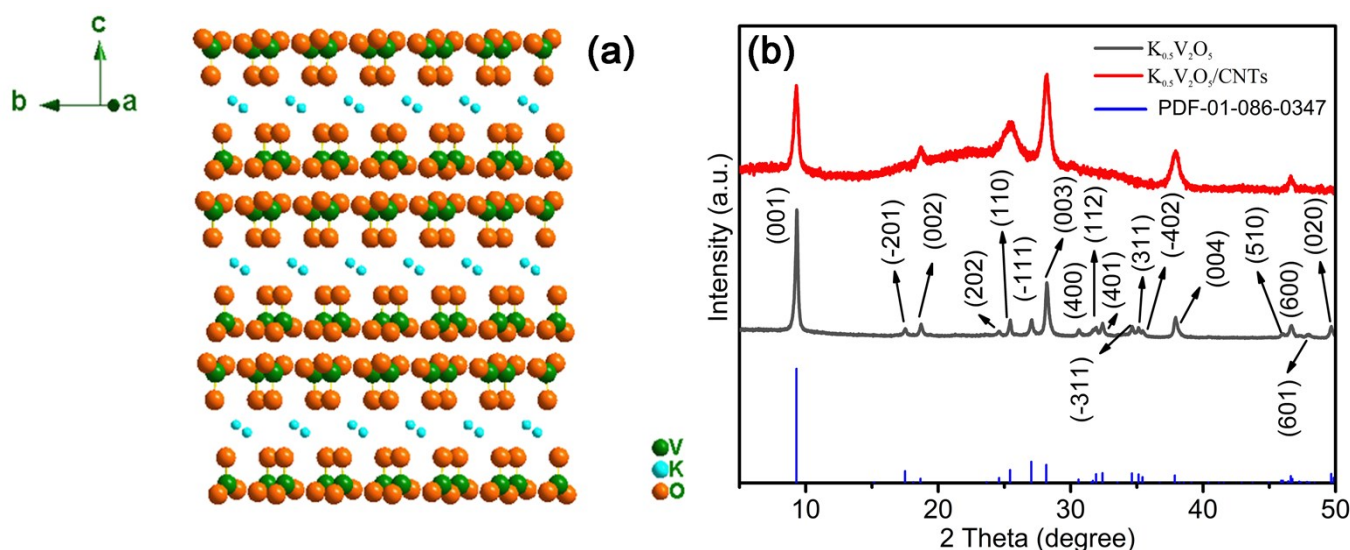 c
b
a
(a)
V
K
O
(b)
K₀.₅V₂O₅
K₀.₅V₂O₅/CNTs
PDF-01-086-0347
Intensity (a.u.)
(001)
(-201)
(002)
(202)
(110)
(-111)
(003)
(400)
(112)
(401)
(-311)
(311)
(-402)
(004)
(510)
(600)
(601)
(020)
10 20 30 40 50
2 Theta (degree)